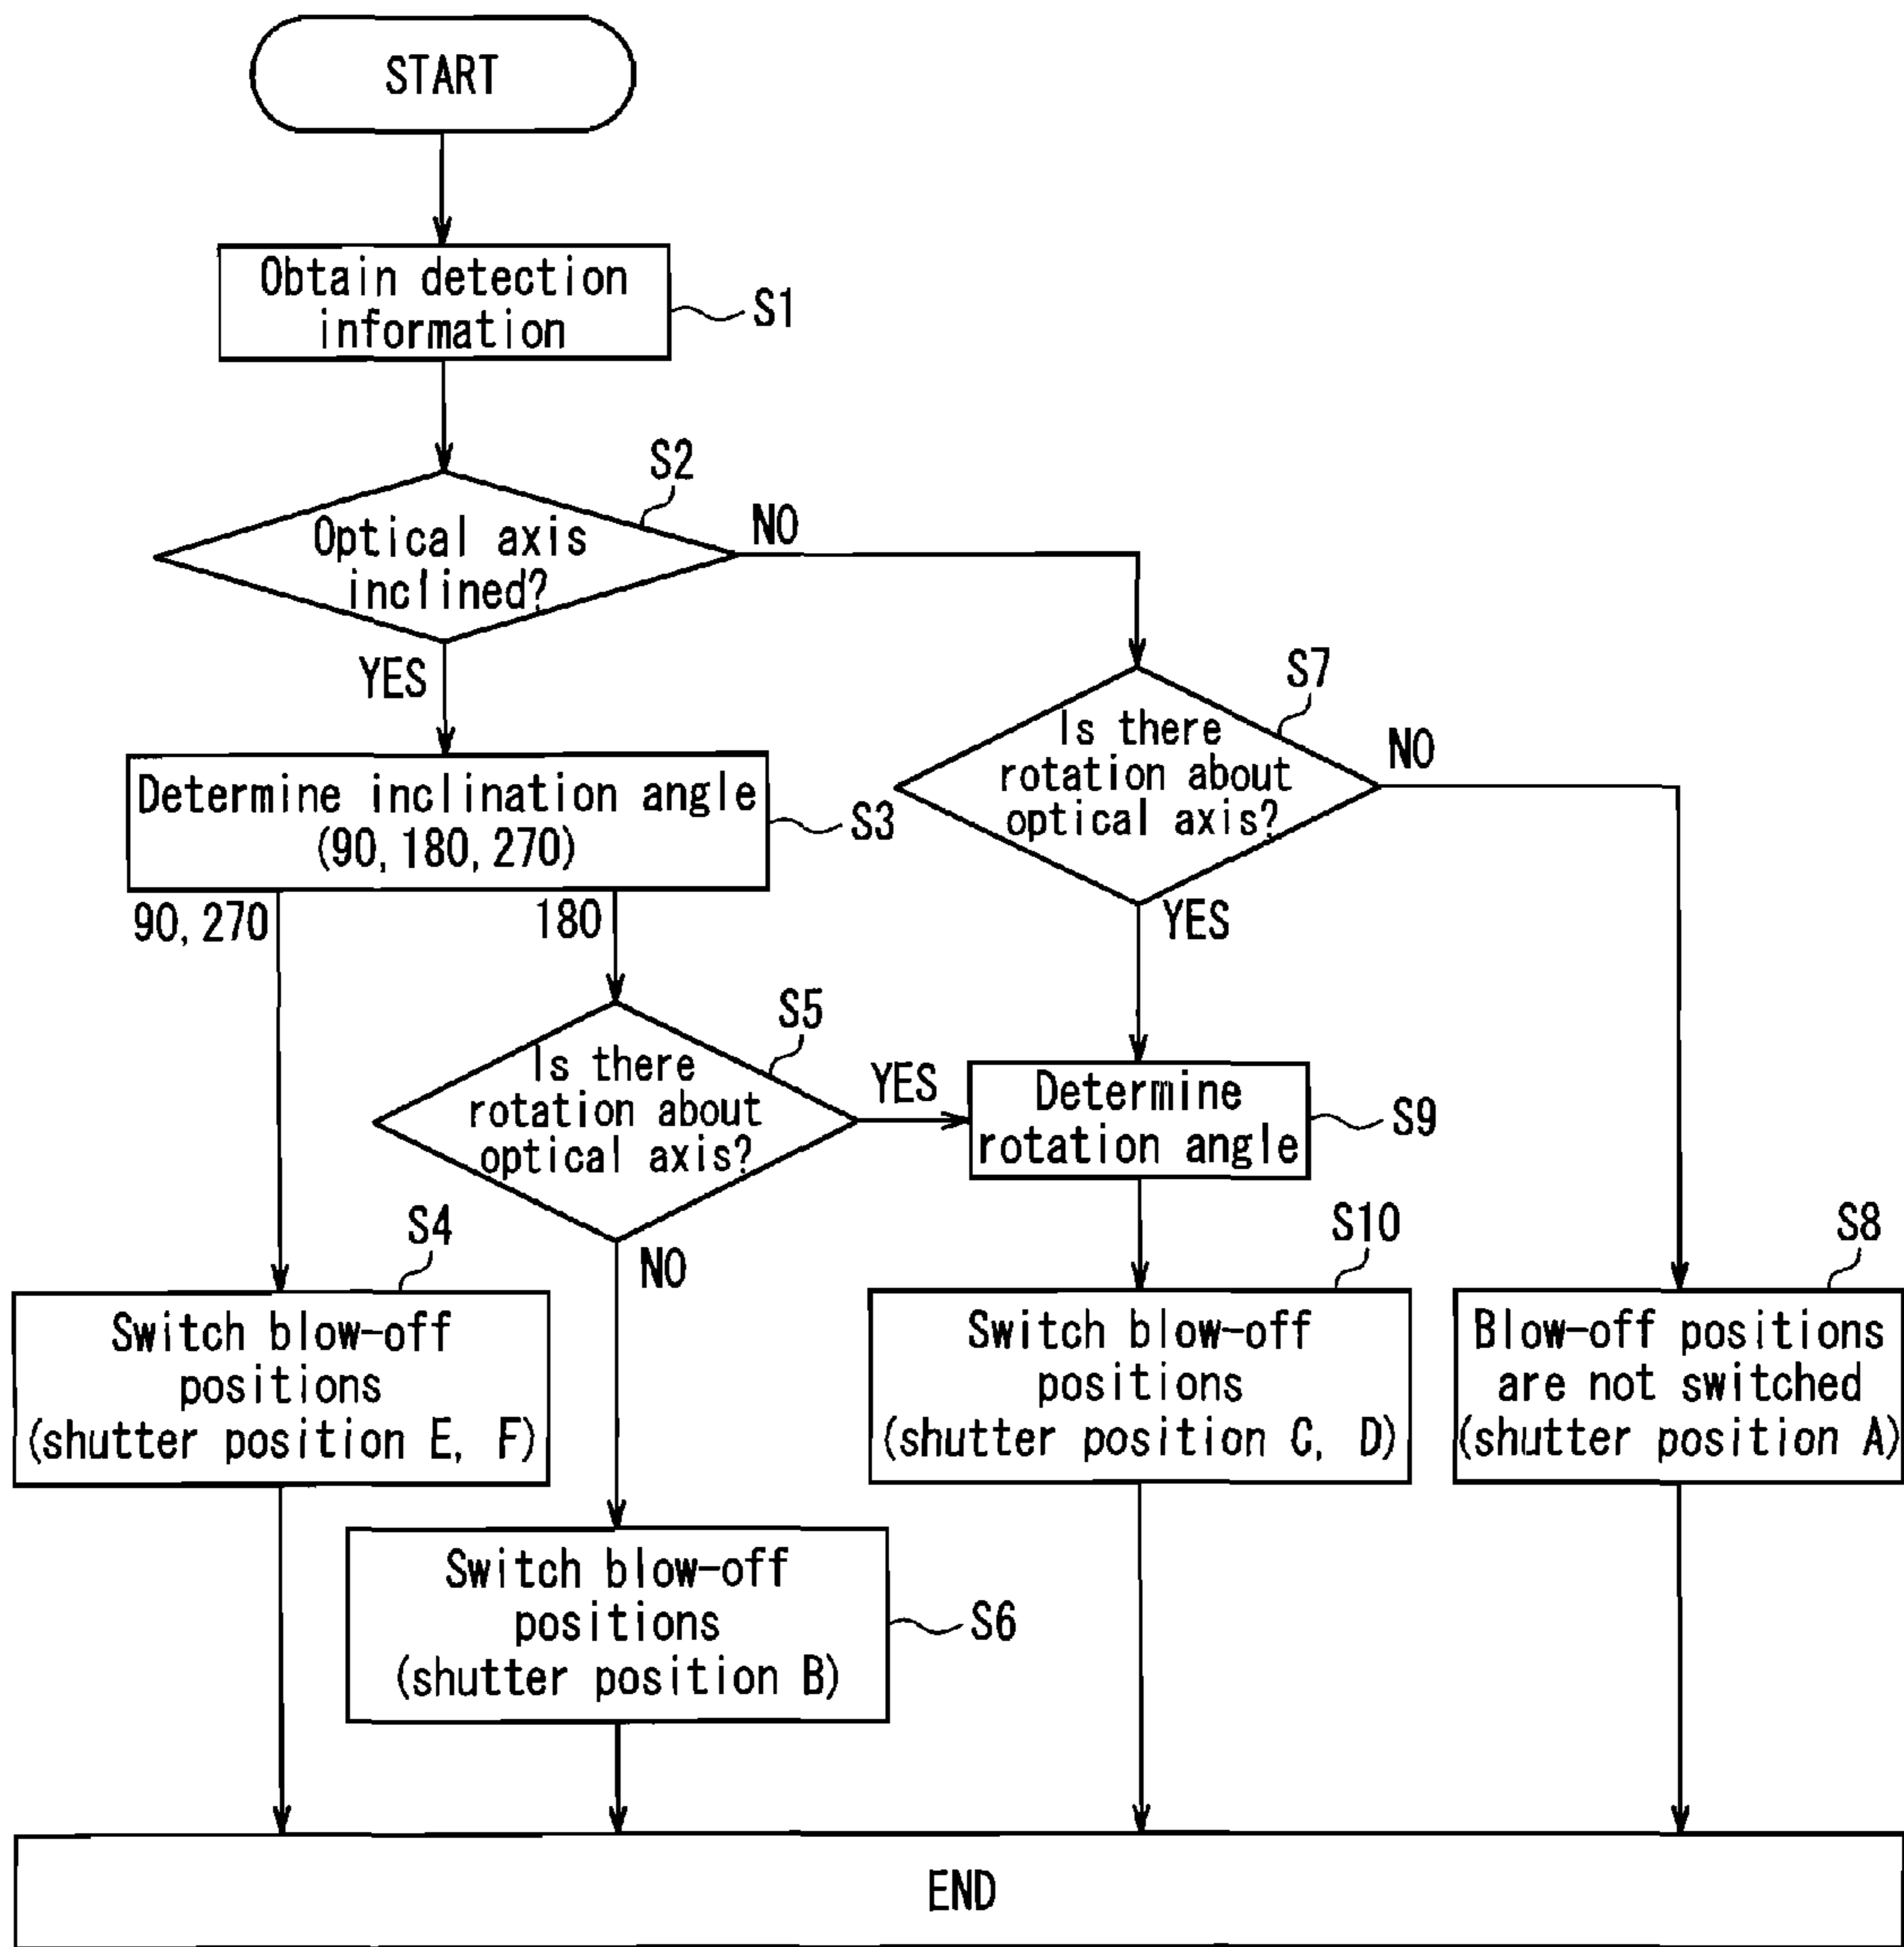 START
Obtain detection
information
S1
S2
Optical axis
inclined?
NO
YES
S7
Is there
rotation about
optical axis?
NO
YES
Determine inclination angle
(90, 180, 270)
S3
90, 270
180
S5
Is there
rotation about
optical axis?
YES
NO
Determine
rotation angle
S9
S4
Switch blow-off
positions
(shutter position E, F)
S10
Switch blow-off
positions
(shutter position C, D)
S8
Blow-off positions
are not switched
(shutter position A)
Switch blow-off
positions
(shutter position B)
S6
END